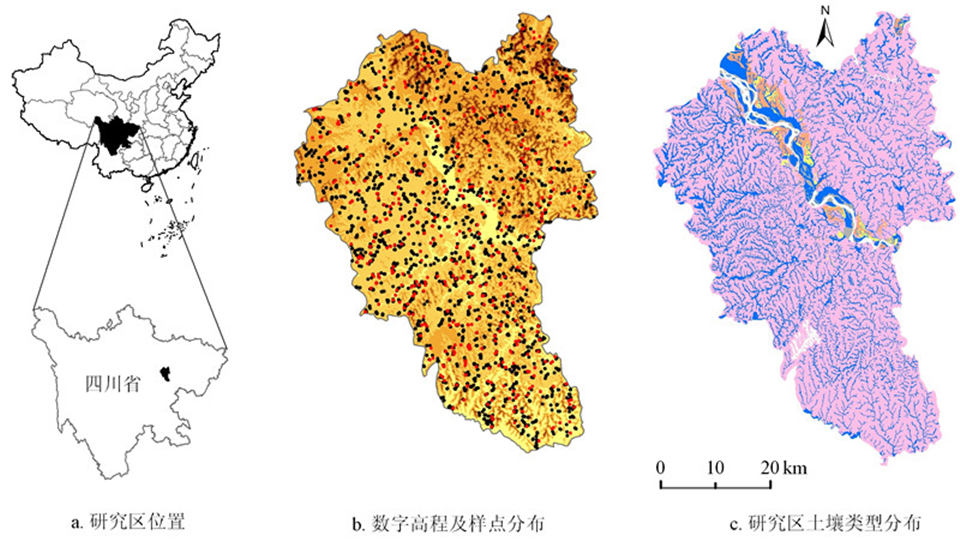 N
四川省
0 10 20 km
a. 研究区位置
b. 数字高程及样点分布
c. 研究区土壤类型分布